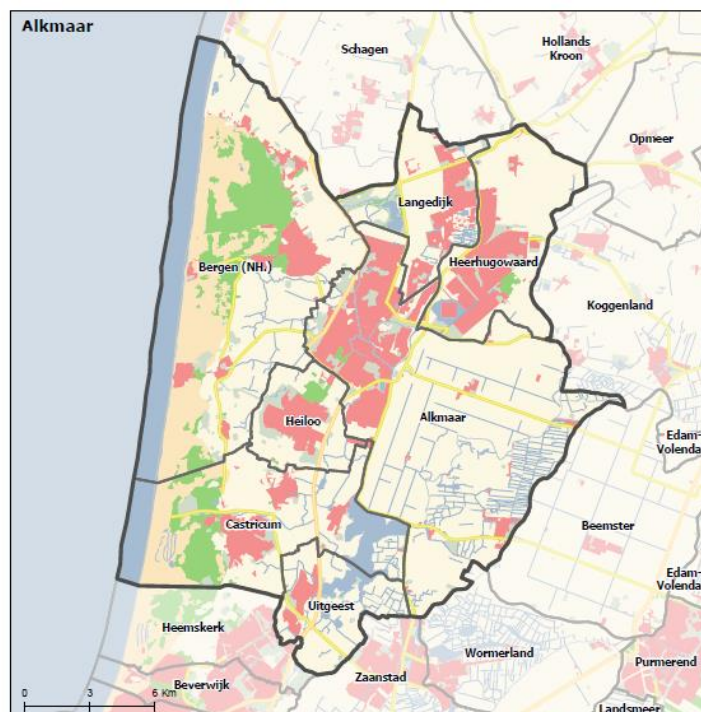 Alkmaar
Schagen
Hollands
Kroon
Opmeer
Langedijk
Bergen (NH.)
Heerhugowaard
Koggenland
Alkmaar
Heiloo
Edam-
Volendam
Castricum
Beemster
Edam-
Volenda
Uitgeest
Heemskerk
Wormerland
Purmerend
Zaanstad
Beverwijk
Landsmeer
0 3 6 Km